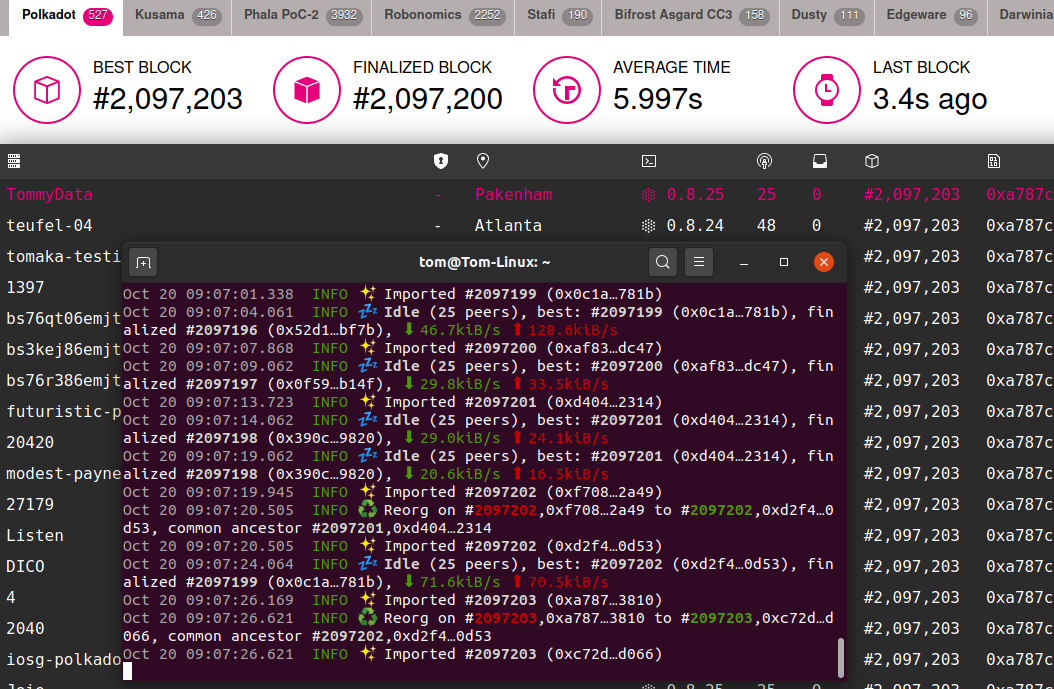 Polkadot 527 Kusama 426 Phala PoC-2 3932 Robonomics 2252 Stafi 190 Bifrost Asgard CC3 158 Dusty 111 Edgeware 96 Darwinia
BEST BLOCK FINALIZED BLOCK AVERAGE TIME LAST BLOCK
#2,097,203 #2,097,200 5.997s 3.4s ago
TommyData - Pakenham 0.8.25 25 0 #2,097,203 0xa787c
teufel-04 - Atlanta 0.8.24 48 0 #2,097,203 0xa787c
tomaka-testi #2,097,203 0xa787c
1397 #2,097,203 0xa787c
bs76qt06emjt #2,097,203 0xa787c
bs3kej86emjt #2,097,203 0xa787c
bs76r386emjt #2,097,203 0xa787c
futuristic-p #2,097,203 0xa787c
20420 #2,097,203 0xa787c
modest-payne #2,097,203 0xa787c
27179 #2,097,203 0xa787c
Listen #2,097,203 0xa787c
DICO #2,097,203 0xa787c
4 #2,097,203 0xa787c
2040 #2,097,203 0xa787c
iosg-polkado #2,097,203 0xa787c
tom@Tom-Linux: ~
Oct 20 09:07:01.338 INFO ✨ Imported #2097199 (0x0c1a…781b)
Oct 20 09:07:04.061 INFO 💤 Idle (25 peers), best: #2097199 (0x0c1a…781b), fin
alized #2097196 (0x52d1…bf7b), ⬇ 46.7kiB/s ⬆ 128.6kiB/s
Oct 20 09:07:07.868 INFO ✨ Imported #2097200 (0xaf83…dc47)
Oct 20 09:07:09.062 INFO 💤 Idle (25 peers), best: #2097200 (0xaf83…dc47), fin
alized #2097197 (0x0f59…b14f), ⬇ 29.8kiB/s ⬆ 33.5kiB/s
Oct 20 09:07:13.723 INFO ✨ Imported #2097201 (0xd404…2314)
Oct 20 09:07:14.062 INFO 💤 Idle (25 peers), best: #2097201 (0xd404…2314), fin
alized #2097198 (0x390c…9820), ⬇ 29.0kiB/s ⬆ 24.1kiB/s
Oct 20 09:07:19.062 INFO 💤 Idle (25 peers), best: #2097201 (0xd404…2314), fin
alized #2097198 (0x390c…9820), ⬇ 20.6kiB/s ⬆ 16.5kiB/s
Oct 20 09:07:19.945 INFO ✨ Imported #2097202 (0xf708…2a49)
Oct 20 09:07:20.505 INFO ♻️ Reorg on #2097202,0xf708…2a49 to #2097202,0xd2f4…0
d53, common ancestor #2097201,0xd404…2314
Oct 20 09:07:20.505 INFO ✨ Imported #2097202 (0xd2f4…0d53)
Oct 20 09:07:24.064 INFO 💤 Idle (25 peers), best: #2097202 (0xd2f4…0d53), fin
alized #2097199 (0x0c1a…781b), ⬇ 71.6kiB/s ⬆ 70.5kiB/s
Oct 20 09:07:26.169 INFO ✨ Imported #2097203 (0xa787…3810)
Oct 20 09:07:26.621 INFO ♻️ Reorg on #2097203,0xa787…3810 to #2097203,0xc72d…d
066, common ancestor #2097202,0xd2f4…0d53
Oct 20 09:07:26.621 INFO ✨ Imported #2097203 (0xc72d…d066)